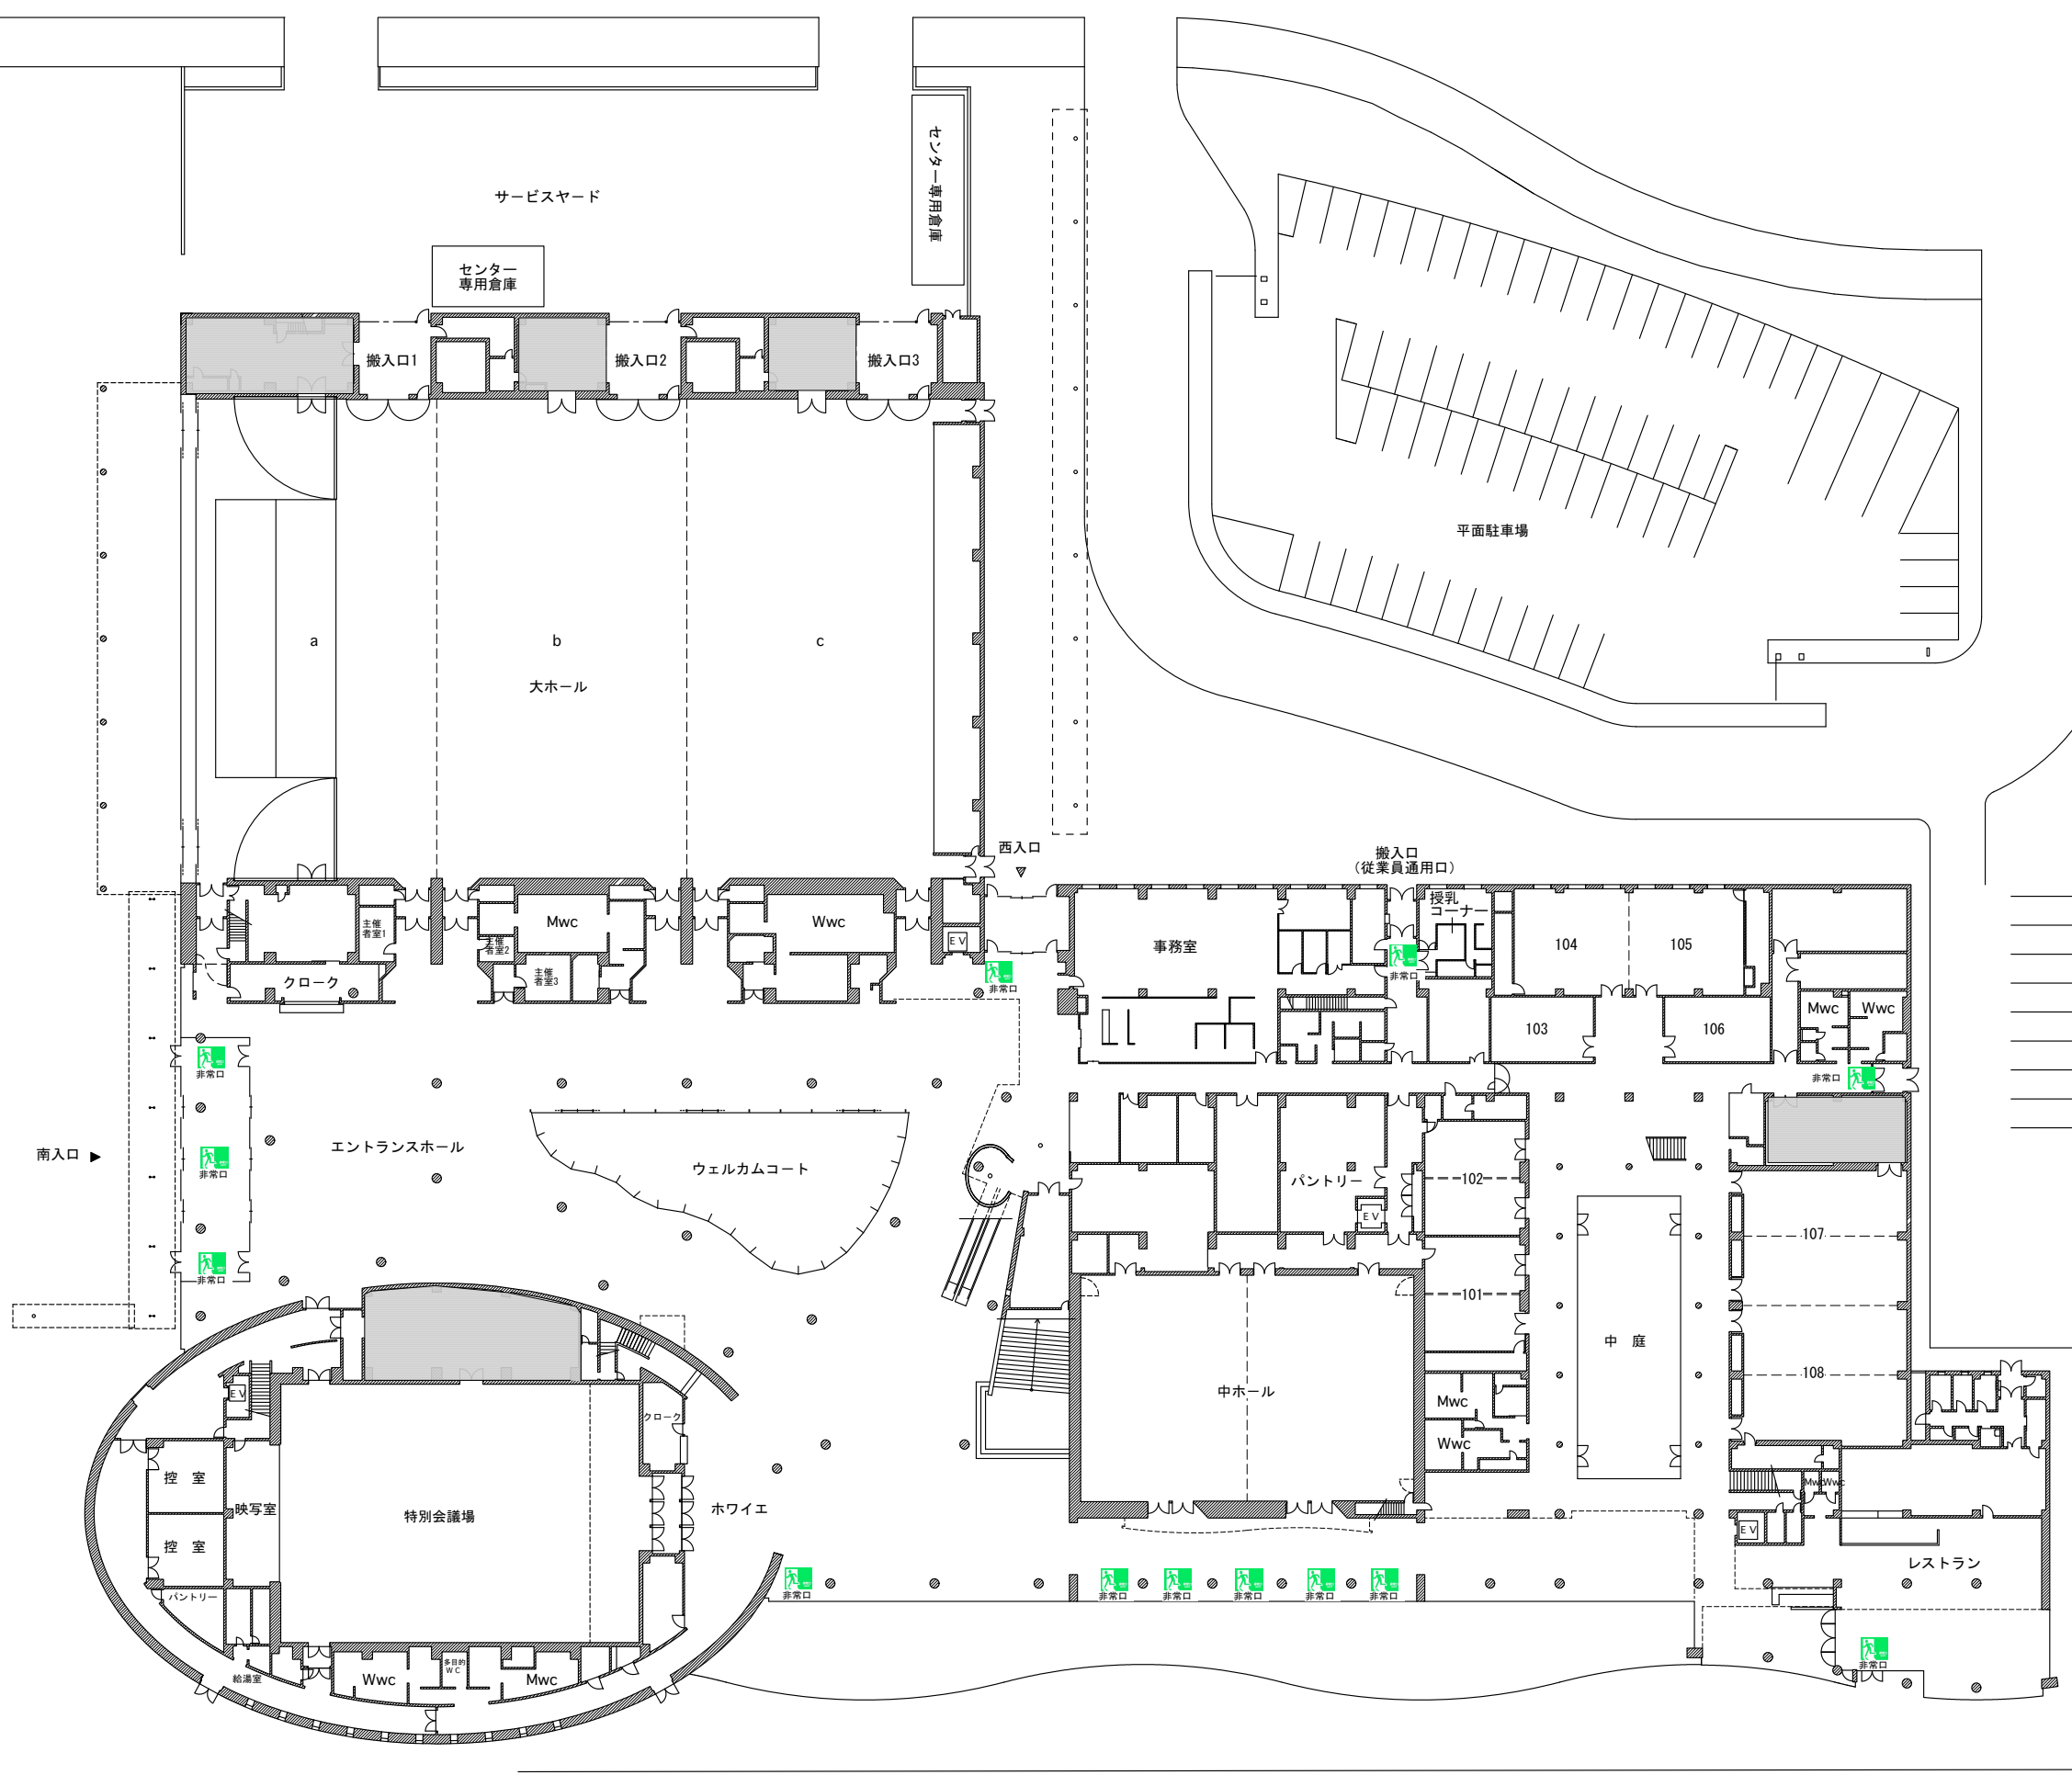 センター専用倉庫
サービスヤード
センター
専用倉庫
搬入口1
搬入口2
搬入口3
平面駐車場
a
b
c
大ホール
西入口
搬入口
(従業員通用口)
授乳
コーナー
主催
者室1
主催
者室2
主催
者室3
Mwc
Wwc
EV
クローク
事務室
104
105
103
106
Mwc
Wwc
非常口
非常口
非常口
非常口
非常口
非常口
南入口
エントランスホール
ウェルカムコート
パントリー
EV
102
101
107
108
中 庭
中ホール
Mwc
Wwc
EV
クローク
控 室
控 室
映写室
特別会議場
ホワイエ
パントリー
給湯室
Wwc
多目的
WC
Mwc
Mwc
Wwc
EV
レストラン
非常口
非常口
非常口
非常口
非常口
非常口
非常口